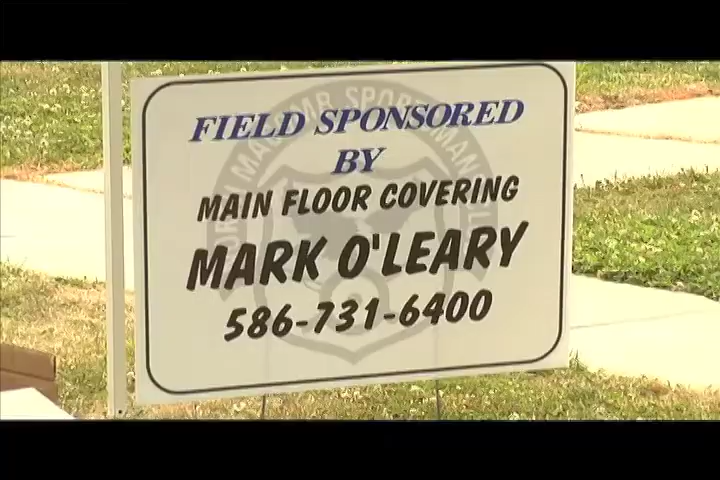 FIELD SPONSORED
BY
MAIN FLOOR COVERING
MARK O'LEARY
586-731-6400